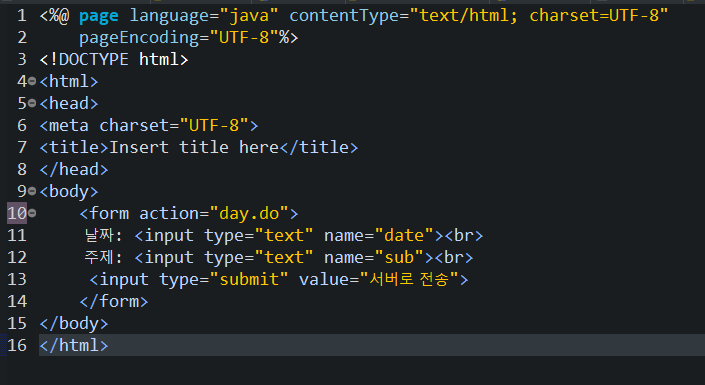 1 <%@ page language="java" contentType="text/html; charset=UTF-8"
2     pageEncoding="UTF-8"%>
3 <!DOCTYPE html>
4 <html>
5 <head>
6 <meta charset="UTF-8">
7 <title>Insert title here</title>
8 </head>
9 <body>
10     <form action="day.do">
11     날짜: <input type="text" name="date"><br>
12     주제: <input type="text" name="sub"><br>
13      <input type="submit" value="서버로 전송">
14     </form>
15 </body>
16 </html>